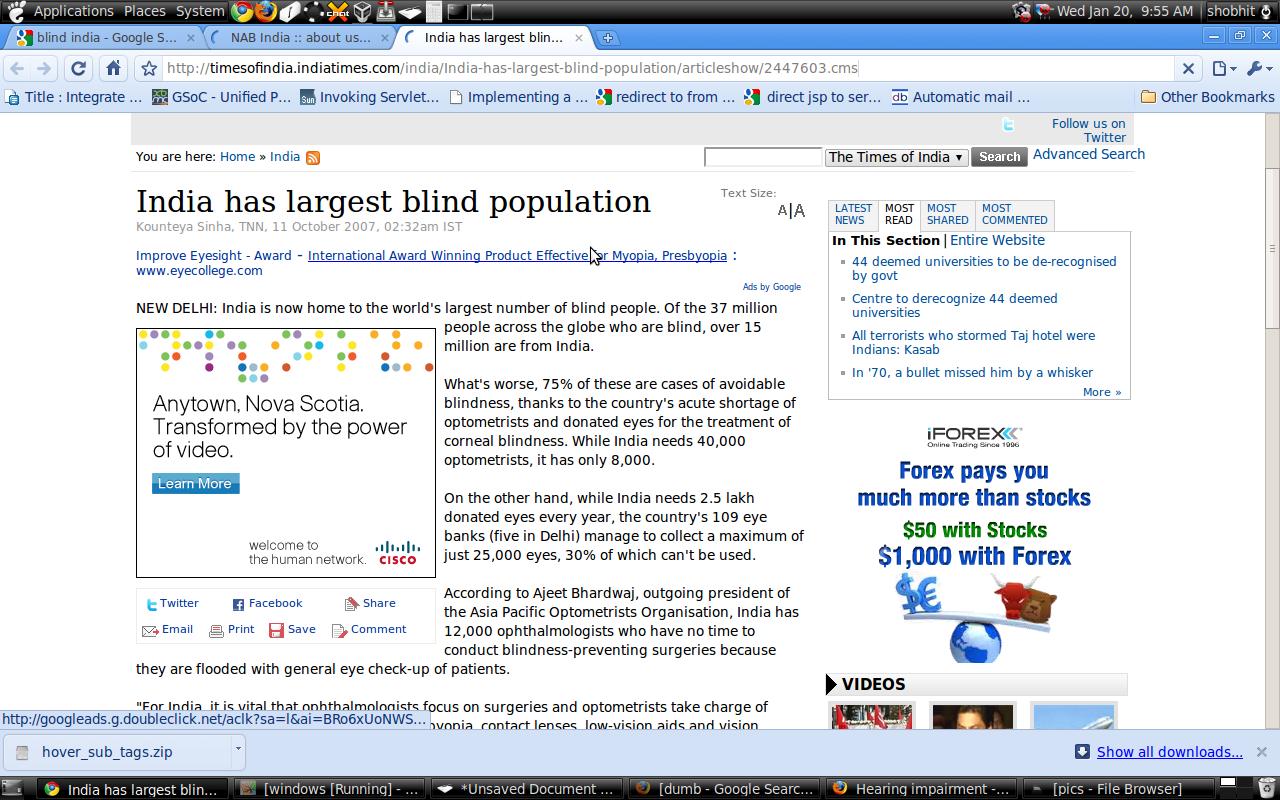 Applications Places System
Wed Jan 20, 9:55 AM shobhit
blind india - Google S...
NAB India :: about us...
India has largest blin...
http://timesofindia.indiatimes.com/india/India-has-largest-blind-population/articleshow/2447603.cms
Title : Integrate ...
GSoC - Unified P...
Invoking Servlet...
Implementing a ...
redirect to from ...
direct jsp to ser...
Automatic mail ...
Other Bookmarks
Follow us on
Twitter
You are here: Home » India
The Times of India
Search
Advanced Search
India has largest blind population
Kounteya Sinha, TNN, 11 October 2007, 02:32am IST
Text Size:
A|A
Improve Eyesight - Award - International Award Winning Product Effective for Myopia, Presbyopia :
www.eyecollege.com
Ads by Google
NEW DELHI: India is now home to the world's largest number of blind people. Of the 37 million
people across the globe who are blind, over 15
million are from India.
What's worse, 75% of these are cases of avoidable
blindness, thanks to the country's acute shortage of
optometrists and donated eyes for the treatment of
corneal blindness. While India needs 40,000
optometrists, it has only 8,000.
On the other hand, while India needs 2.5 lakh
donated eyes every year, the country's 109 eye
banks (five in Delhi) manage to collect a maximum of
just 25,000 eyes, 30% of which can't be used.
According to Ajeet Bhardwaj, outgoing president of
the Asia Pacific Optometrists Organisation, India has
12,000 ophthalmologists who have no time to
conduct blindness-preventing surgeries because
they are flooded with general eye check-up of patients.
"For India, it is vital that ophthalmologists focus on surgeries and optometrists take charge of
contact lenses, low-vision aids and vision
Anytown, Nova Scotia.
Transformed by the power
of video.
Learn More
welcome to
the human network.
CISCO
Twitter
Facebook
Share
Email
Print
Save
Comment
LATEST NEWS
MOST READ
MOST SHARED
MOST COMMENTED
In This Section | Entire Website
44 deemed universities to be de-recognised
by govt
Centre to derecognize 44 deemed
universities
All terrorists who stormed Taj hotel were
Indians: Kasab
In '70, a bullet missed him by a whisker
More »
iFOREX
Online Trading Since 1996
Forex pays you
much more than stocks
$50 with Stocks
$1,000 with Forex
$€
VIDEOS
http://googleads.g.doubleclick.net/aclk?sa=l&ai=BRo6xUoNWS...
hover_sub_tags.zip
Show all downloads...
India has largest blin...
[windows [Running] - ...
*Unsaved Document ...
[dumb - Google Searc...
Hearing impairment -...
[pics - File Browser]